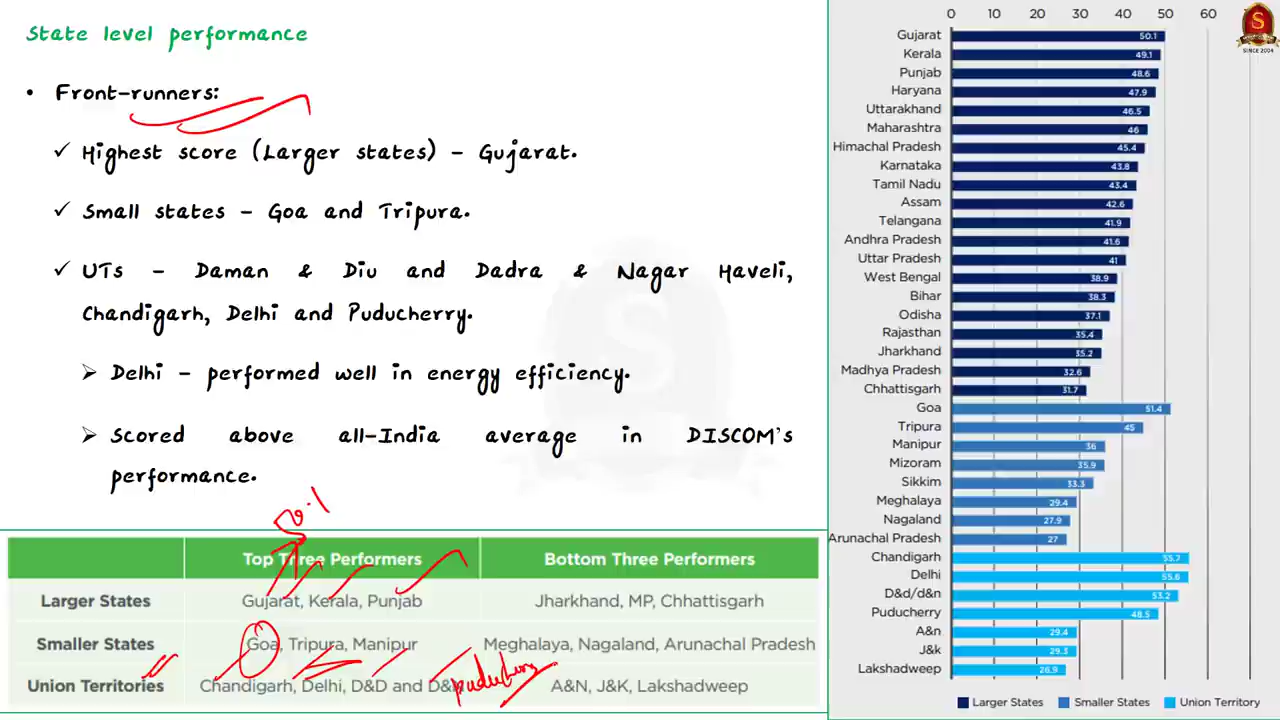 State level performance
• Front-runners:
✓ Highest score (Larger states) - Gujarat.
✓ Small states - Goa and Tripura.
✓ UTs - Daman & Diu and Dadra & Nagar Haveli,
Chandigarh, Delhi and Puducherry.
➢ Delhi - performed well in energy efficiency.
➢ Scored above all-India average in DISCOM's
performance.
50.1
Top Three Performers Bottom Three Performers
Larger States Gujarat, Kerala, Punjab Jharkhand, MP, Chhattisgarh
Smaller States Goa, Tripura, Manipur Meghalaya, Nagaland, Arunachal Pradesh
Union Territories Chandigarh, Delhi, D&D and D& A&N, J&K, Lakshadweep
puducherry
0 10 20 30 40 50 60
Gujarat 50.1
Kerala 49.1
Punjab 48.6
Haryana 47.9
Uttarakhand 46.5
Maharashtra 46
Himachal Pradesh 45.4
Karnataka 43.8
Tamil Nadu 43.4
Assam 42.6
Telangana 41.9
Andhra Pradesh 41.6
Uttar Pradesh 41
West Bengal 38.9
Bihar 38.3
Odisha 37.1
Rajasthan 35.4
Jharkhand 35.2
Madhya Pradesh 32.6
Chhattisgarh 31.7
Goa 51.4
Tripura 45
Manipur 36
Mizoram 35.9
Sikkim 33.3
Meghalaya 29.4
Nagaland 27.9
Arunachal Pradesh 27
Chandigarh 55.7
Delhi 55.6
D&d/d&n 53.2
Puducherry 48.5
A&n 29.4
J&k 29.3
Lakshadweep 26.9
Larger States Smaller States Union Territory
S
SINCE 2004